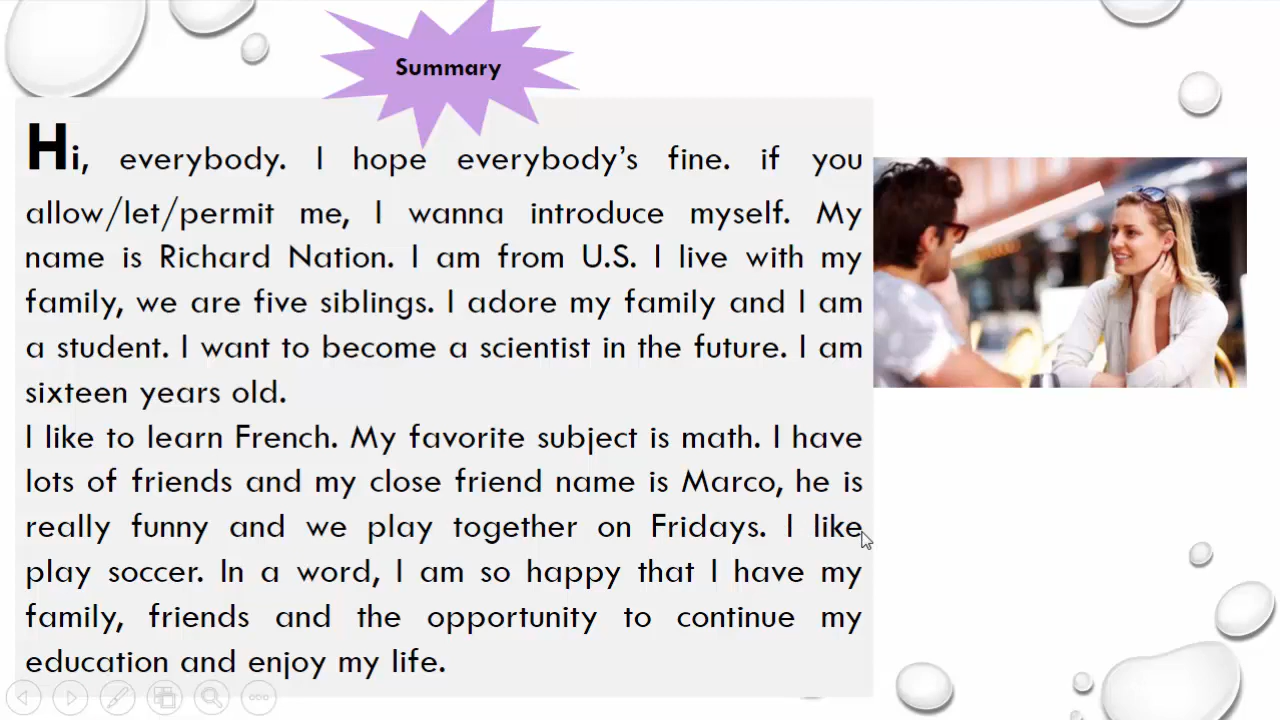 Summary
Hi, everybody. I hope everybody’s fine. if you
allow/let/permit me, I wanna introduce myself. My
name is Richard Nation. I am from U.S. I live with my
family, we are five siblings. I adore my family and I am
a student. I want to become a scientist in the future. I am
sixteen years old.
I like to learn French. My favorite subject is math. I have
lots of friends and my close friend name is Marco, he is
really funny and we play together on Fridays. I like
play soccer. In a word, I am so happy that I have my
family, friends and the opportunity to continue my
education and enjoy my life.